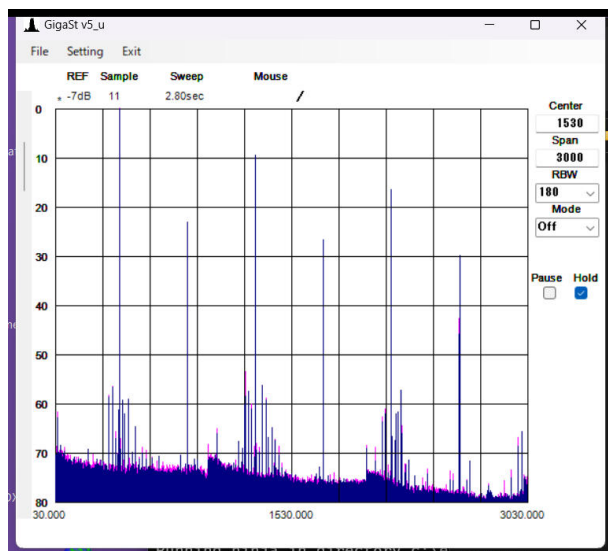 GigaSt v5_u
File Setting Exit
REF Sample Sweep Mouse
* -7dB 11 2.80sec /
0
10
20
30
40
50
60
70
80
30.000 1530.000 3030.000
Center
1530
Span
3000
RBW
180
Mode
Off
Pause Hold